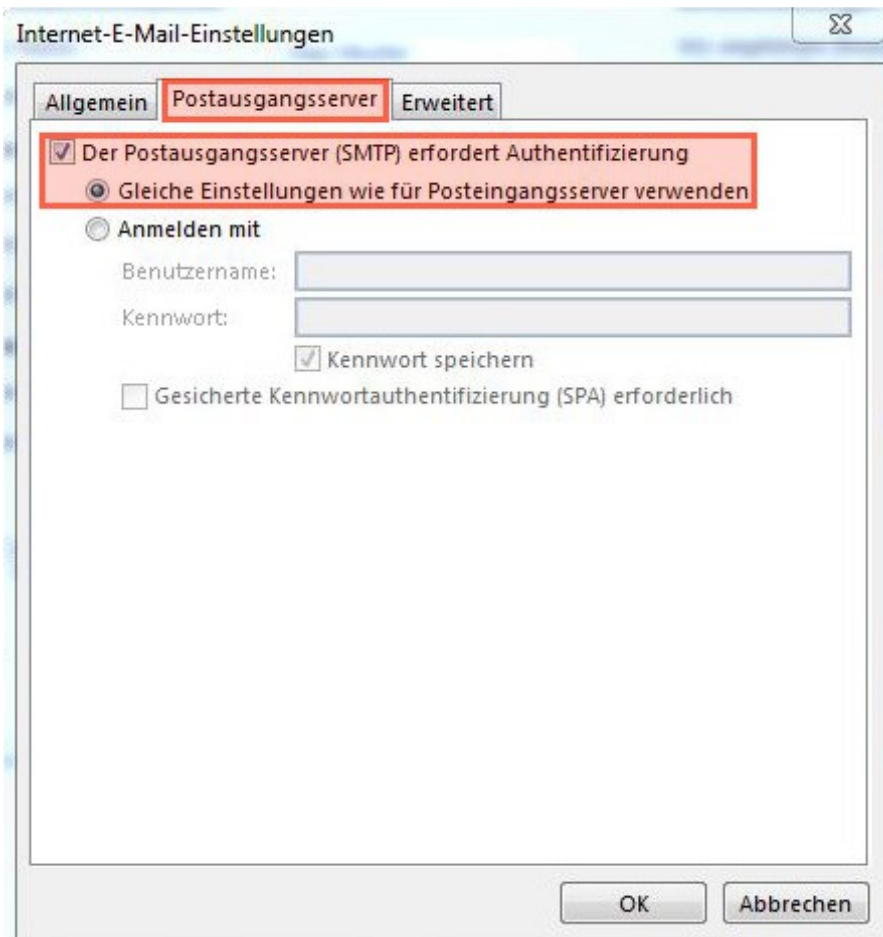 Internet-E-Mail-Einstellungen
Allgemein Postausgangsserver Erweitert
Der Postausgangsserver (SMTP) erfordert Authentifizierung
Gleiche Einstellungen wie für Posteingangsserver verwenden
Anmelden mit
Benutzername:
Kennwort:
Kennwort speichern
Gesicherte Kennwortauthentifizierung (SPA) erforderlich
OK Abbrechen